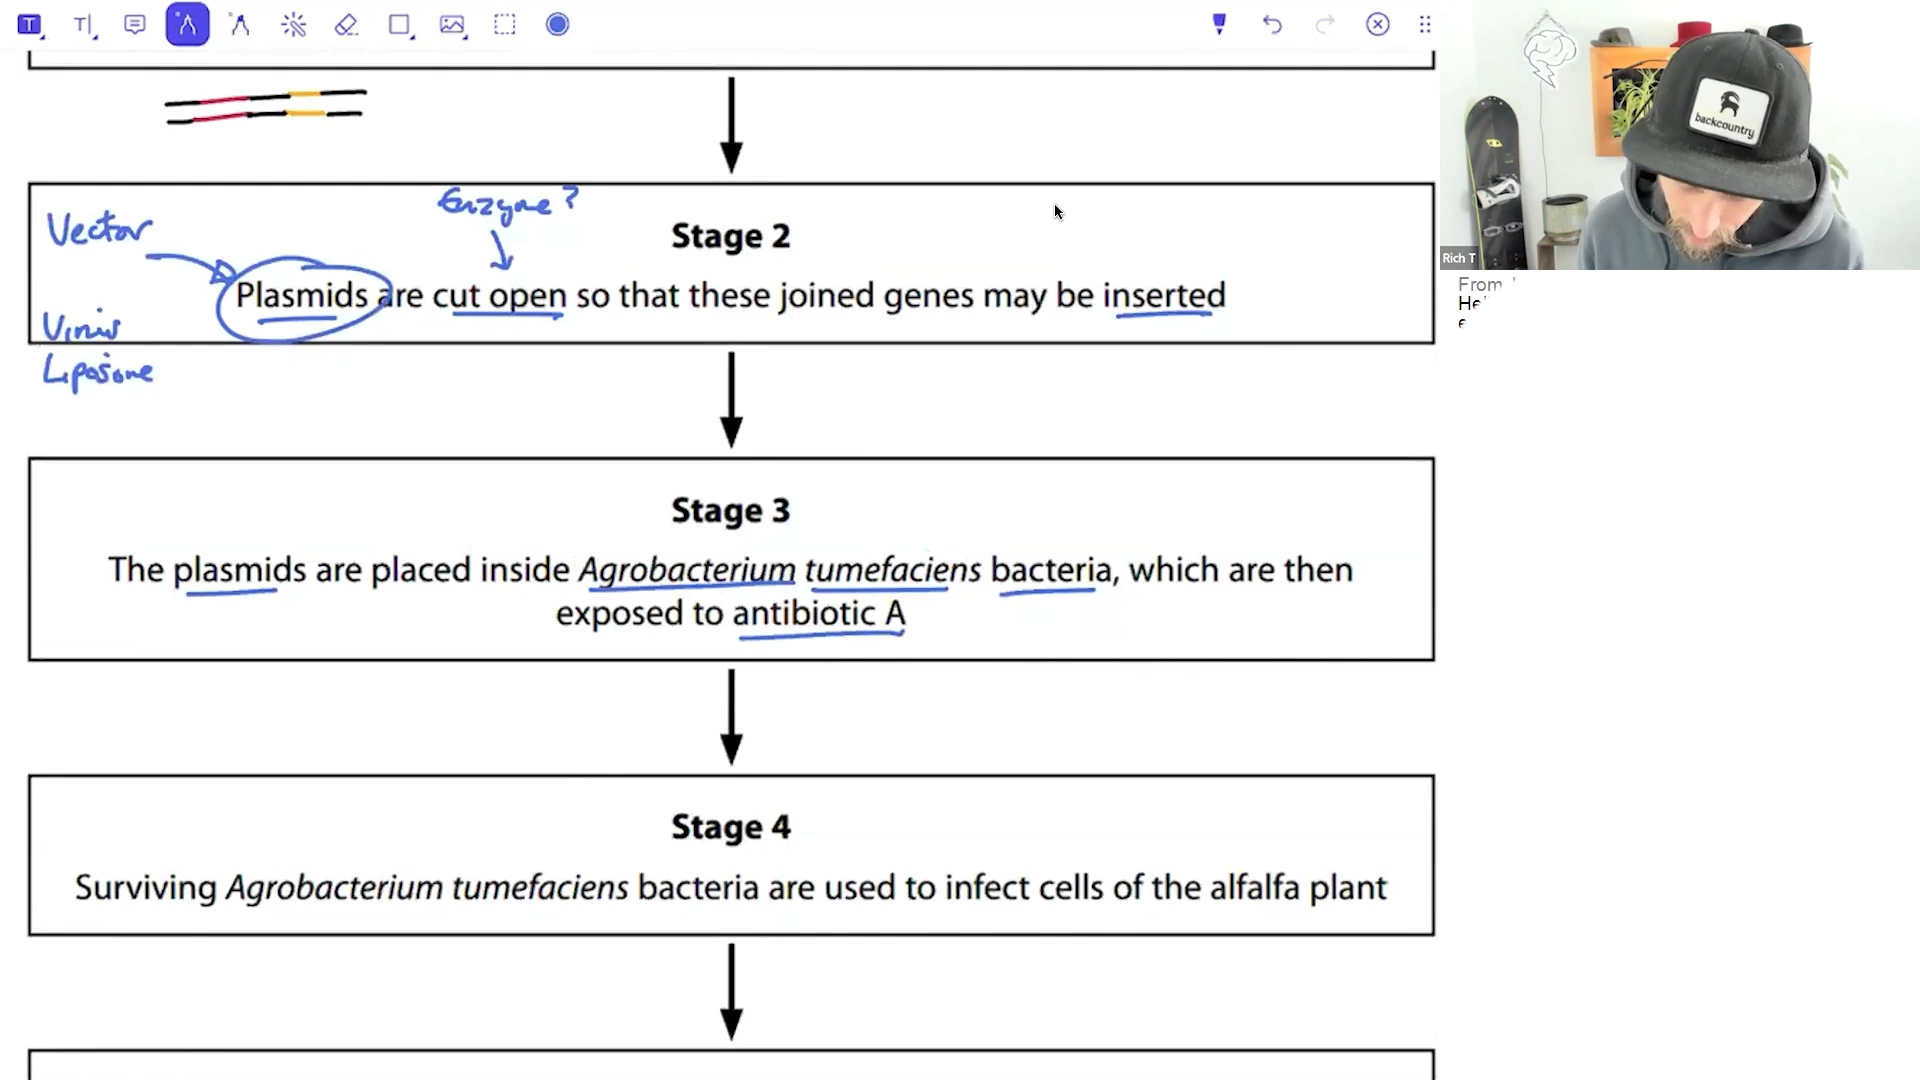 T
T|
backcountry
Rich T
From
He
e
Enzyme ?
Vector
Stage 2
Plasmids are cut open so that these joined genes may be inserted
Virus
Liposome
Stage 3
The plasmids are placed inside Agrobacterium tumefaciens bacteria, which are then
exposed to antibiotic A
Stage 4
Surviving Agrobacterium tumefaciens bacteria are used to infect cells of the alfalfa plant